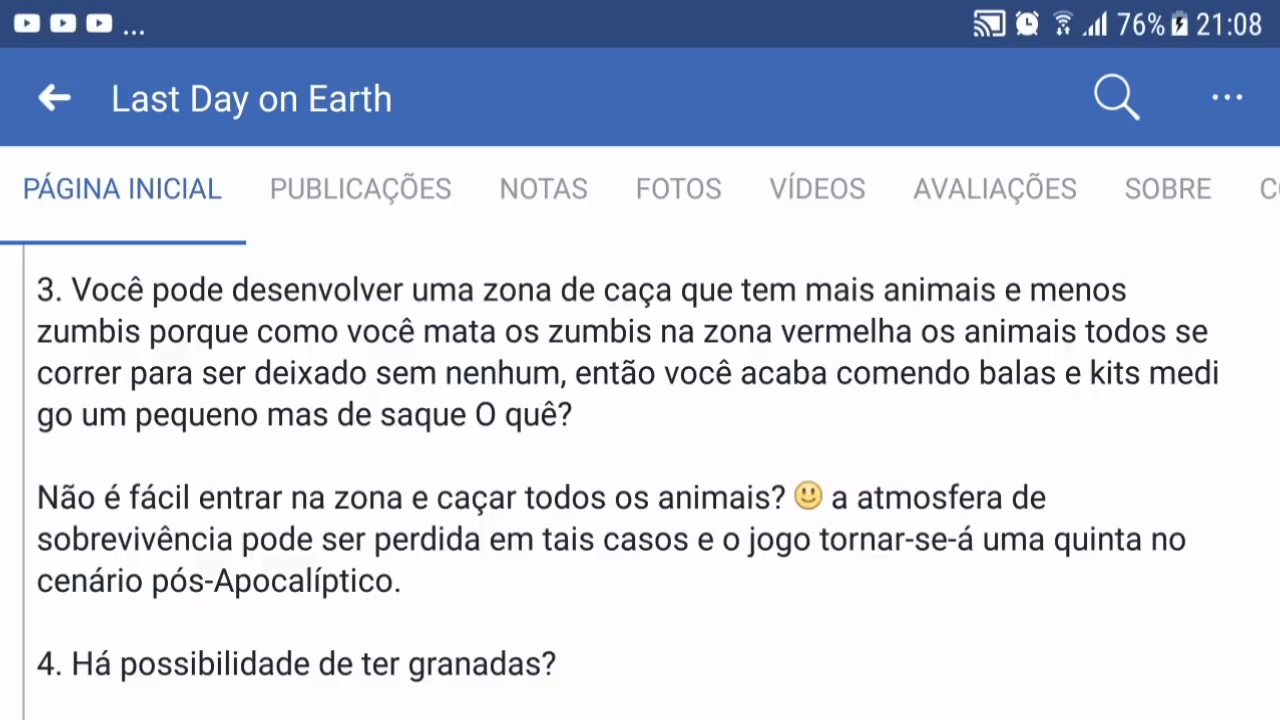 ... 76% 21:08
Last Day on Earth ...
PÁGINA INICIAL PUBLICAÇÕES NOTAS FOTOS VÍDEOS AVALIAÇÕES SOBRE
3. Você pode desenvolver uma zona de caça que tem mais animais e menos
zumbis porque como você mata os zumbis na zona vermelha os animais todos se
correr para ser deixado sem nenhum, então você acaba comendo balas e kits medi
go um pequeno mas de saque O quê?
Não é fácil entrar na zona e caçar todos os animais? 🙂 a atmosfera de
sobrevivência pode ser perdida em tais casos e o jogo tornar-se-á uma quinta no
cenário pós-Apocalíptico.
4. Há possibilidade de ter granadas?